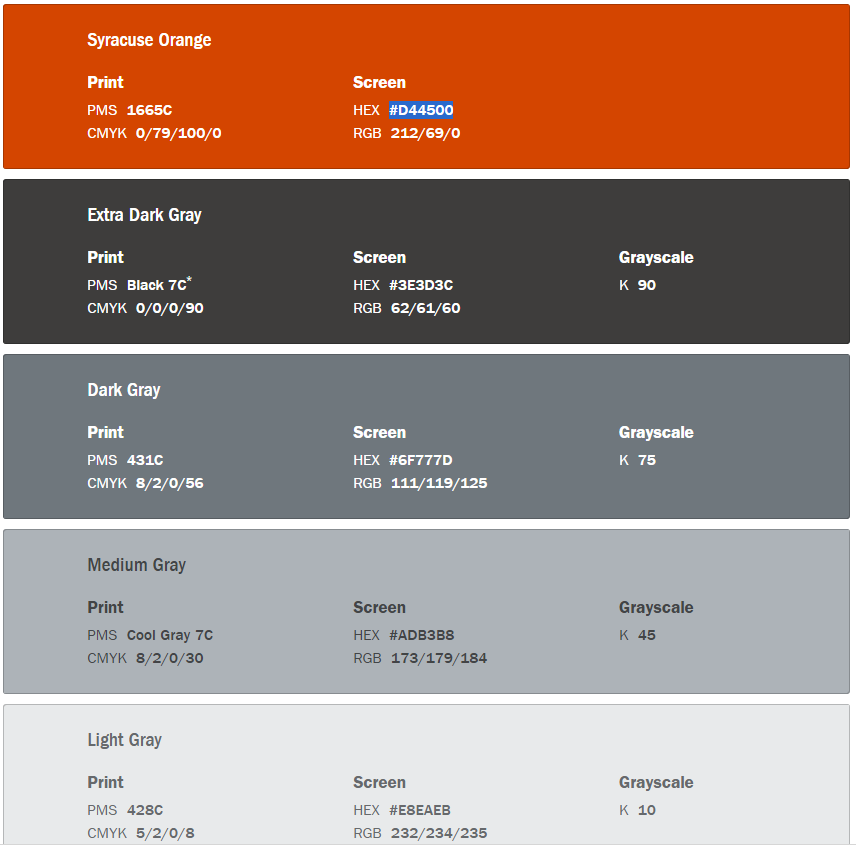 Syracuse Orange
Print Screen
PMS 1665C HEX #D44500
CMYK 0/79/100/0 RGB 212/69/0
Extra Dark Gray
Print Screen Grayscale
PMS Black 7C* HEX #3E3D3C K 90
CMYK 0/0/0/90 RGB 62/61/60
Dark Gray
Print Screen Grayscale
PMS 431C HEX #6F777D K 75
CMYK 8/2/0/56 RGB 111/119/125
Medium Gray
Print Screen Grayscale
PMS Cool Gray 7C HEX #ADB3B8 K 45
CMYK 8/2/0/30 RGB 173/179/184
Light Gray
Print Screen Grayscale
PMS 428C HEX #E8EAEB K 10
CMYK 5/2/0/8 RGB 232/234/235